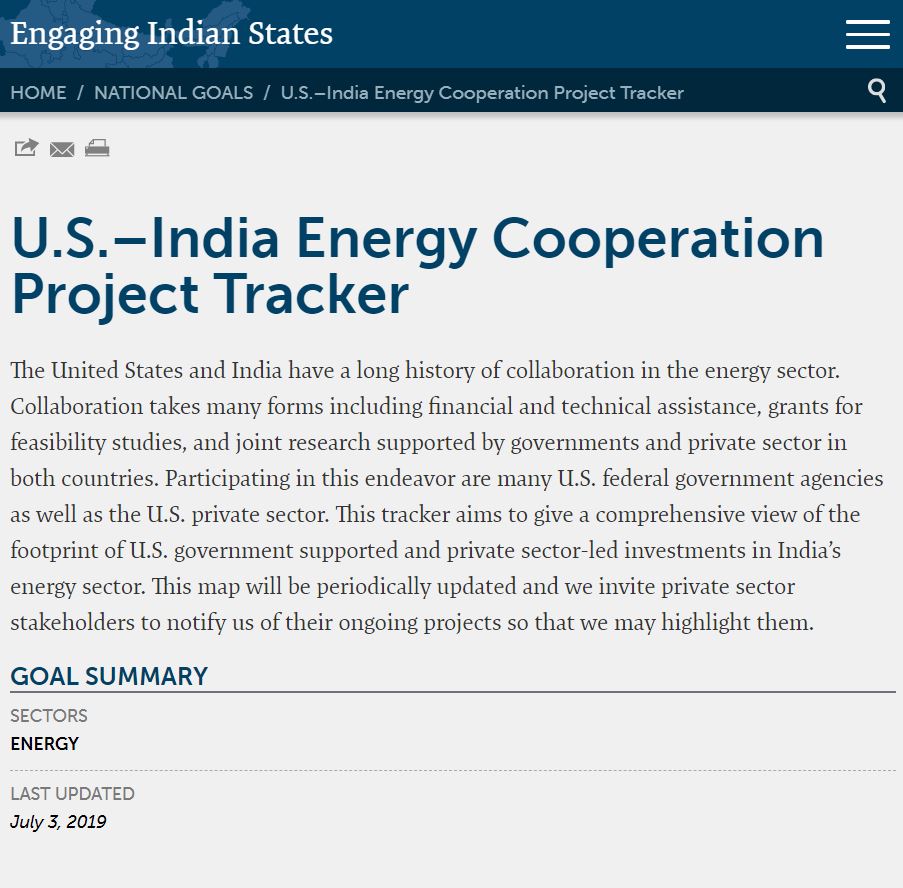 Engaging Indian States
HOME / NATIONAL GOALS / U.S.–India Energy Cooperation Project Tracker
U.S.–India Energy Cooperation
Project Tracker
The United States and India have a long history of collaboration in the energy sector.
Collaboration takes many forms including financial and technical assistance, grants for
feasibility studies, and joint research supported by governments and private sector in
both countries. Participating in this endeavor are many U.S. federal government agencies
as well as the U.S. private sector. This tracker aims to give a comprehensive view of the
footprint of U.S. government supported and private sector-led investments in India’s
energy sector. This map will be periodically updated and we invite private sector
stakeholders to notify us of their ongoing projects so that we may highlight them.
GOAL SUMMARY
SECTORS
ENERGY
LAST UPDATED
July 3, 2019